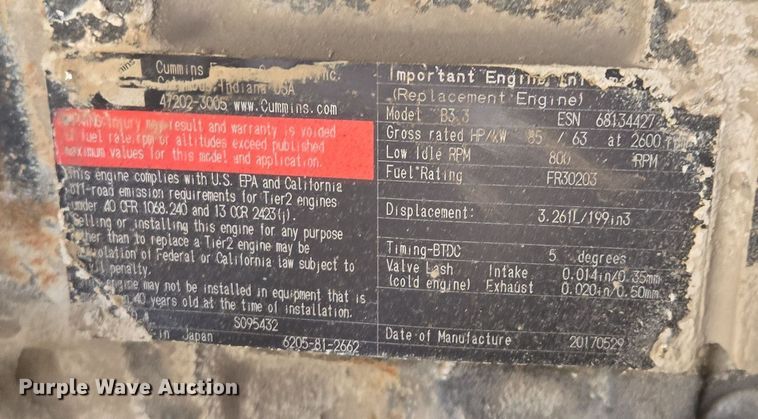 Cummins
Indiana USA
47202-3005 www.Cummins.com
Injury may result and warranty is voided
if fuel rate,rpm or altitudes exceed published
maximum values for this model and application.
This engine complies with U.S. EPA and California
off-road emission requirements for Tier2 engines
under 40 CFR 1068.240 and 13 CCR 2423(j).
Selling or installing this engine for any purpose
other than to replace a Tier2 engine may be
violation of Federal or California law subject to
penalty.
engine may not be installed in equipment that is
40 years old at the time of installation.
SO95432
in Japan 6205-81-2662
Important Engine
(Replacement Engine)
Model B3.3 ESN 68134427
Gross rated HP/kW 85 / 63 at 2600
Low Idle RPM 800 RPM
Fuel Rating FR30203
Displacement: 3.261L/199in3
Timing-BTDC 5 degrees
Valve Lash Intake 0.014in/0.35mm
(cold engine) Exhaust 0.020in/0.50mm
Date of Manufacture 20170529
Purple Wave Auction